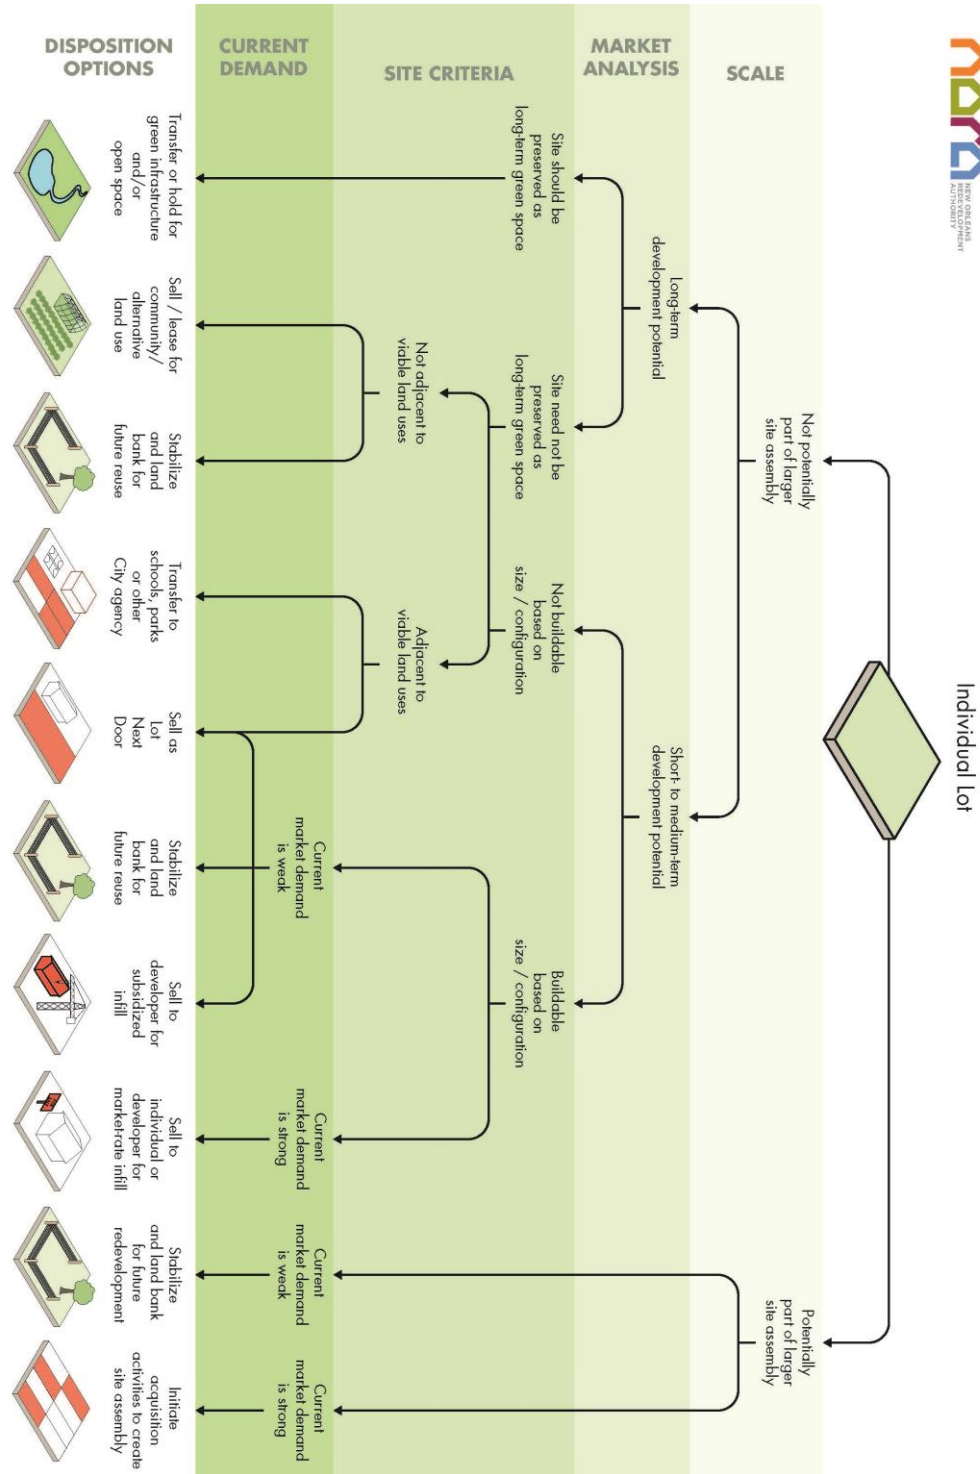 nora
NEW ORLEANS
REDEVELOPMENT
AUTHORITY
Individual Lot
SCALE
Not potentially
part of larger
site assembly
Potentially
part of larger
site assembly
MARKET
ANALYSIS
Long-term
development potential
Short- to medium-term
development potential
SITE CRITERIA
Site should be
preserved as
long-term green space
Site need not be
preserved as
long-term green space
Not buildable
based on
size / configuration
Buildable
based on
size / configuration
Not adjacent to
viable land uses
Adjacent to
viable land uses
CURRENT
DEMAND
Current
market demand
is weak
Current
market demand
is strong
Current
market demand
is weak
Current
market demand
is strong
DISPOSITION
OPTIONS
Transfer or hold for
green infrastructure
and/or
open space
Sell / lease for
community/
alternative
land use
Stabilize
and land
bank for
future reuse
Transfer to
schools, parks
or other
City agency
Sell as
Lot
Next
Door
Stabilize
and land
bank for
future reuse
Sell to
developer for
subsidized
infill
Sell to
individual or
developer for
market-rate infill
Stabilize
and land bank
for future
redevelopment
Initiate
acquisition
activities to create
site assembly